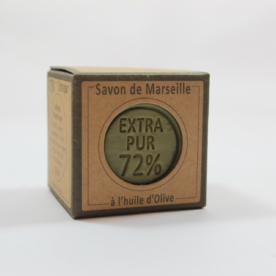 Savon de Marseille
EXTRA
PUR
72%
à l'huile d'Olive